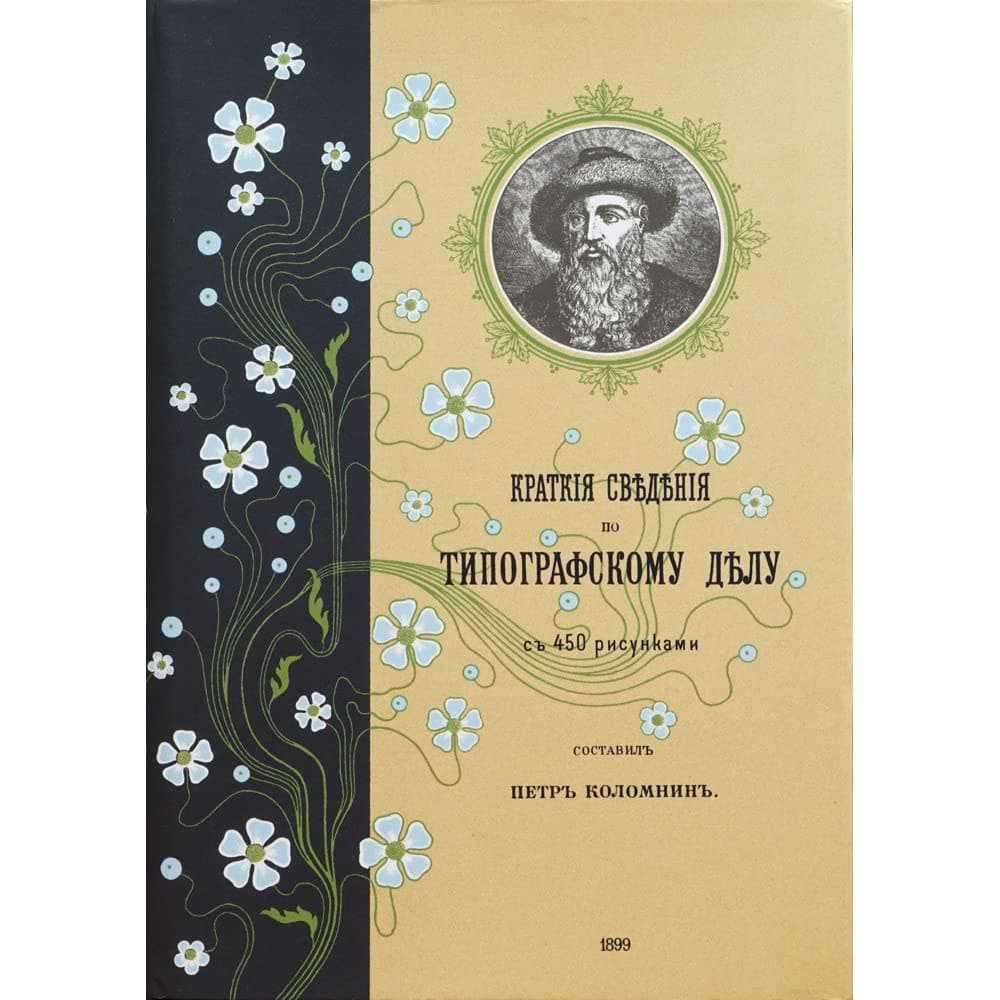 КРАТКІЯ СВѢДѢНІЯ
ПО
ТИПОГРАФСКОМУ ДѢЛУ
съ 450 рисунками
СОСТАВИЛЪ
ПЕТРЪ КОЛОМНИНЪ.
1899